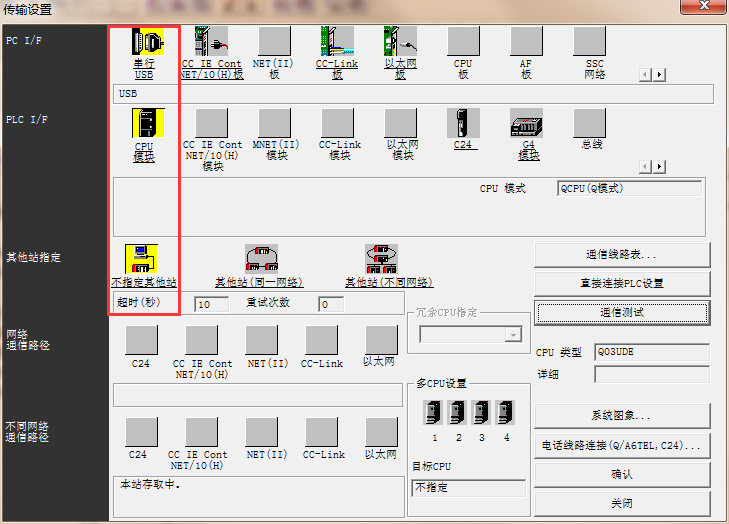 传输设置
PC I/F
串行
USB
CC IE Cont
NET/10(H)板
NET(II)
板
CC-Link
板
以太网
板
CPU
板
AF
板
SSC
网络
USB
PLC I/F
CPU
模块
CC IE Cont
NET/10(H)
模块
MNET(II)
模块
CC-Link
模块
以太网
模块
C24
G4
模块
总线
CPU 模式
QCPU(Q模式)
其他站指定
不指定其他站
其他站(同一网络)
其他站(不同网络)
通信线路表...
直接连接PLC设置
通信测试
超时(秒)
10
重试次数
0
冗余CPU指定
CPU 类型
Q03UDE
详细
网络
通信路径
C24
CC IE Cont
NET/10(H)
NET(II)
CC-Link
以太网
多CPU设置
1
2
3
4
目标CPU
不指定
系统图象...
电话线路连接(Q/A6TEL,C24)...
确认
关闭
不同网络
通信路径
C24
CC IE Cont
NET/10(H)
NET(II)
CC-Link
以太网
本站存取中.